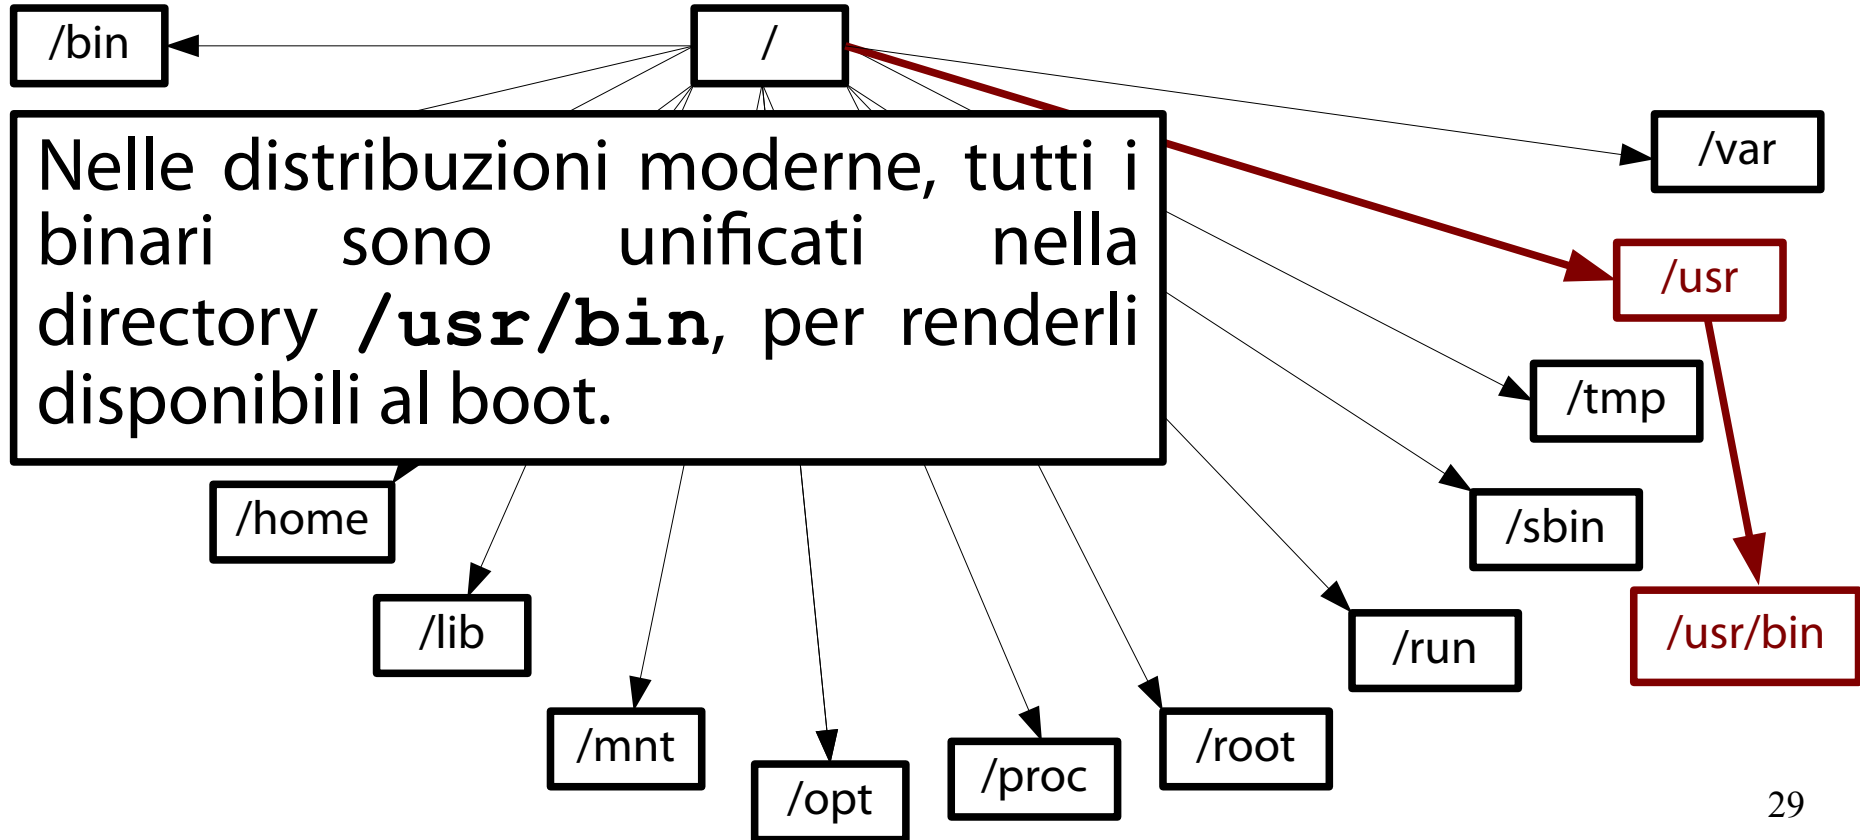 /bin
/
Nelle distribuzioni moderne, tutti i
binari sono unificati nella
directory /usr/bin, per renderli
disponibili al boot.
/var
/usr
/tmp
/home
/sbin
/lib
/run
/usr/bin
/mnt
/opt
/proc
/root
29